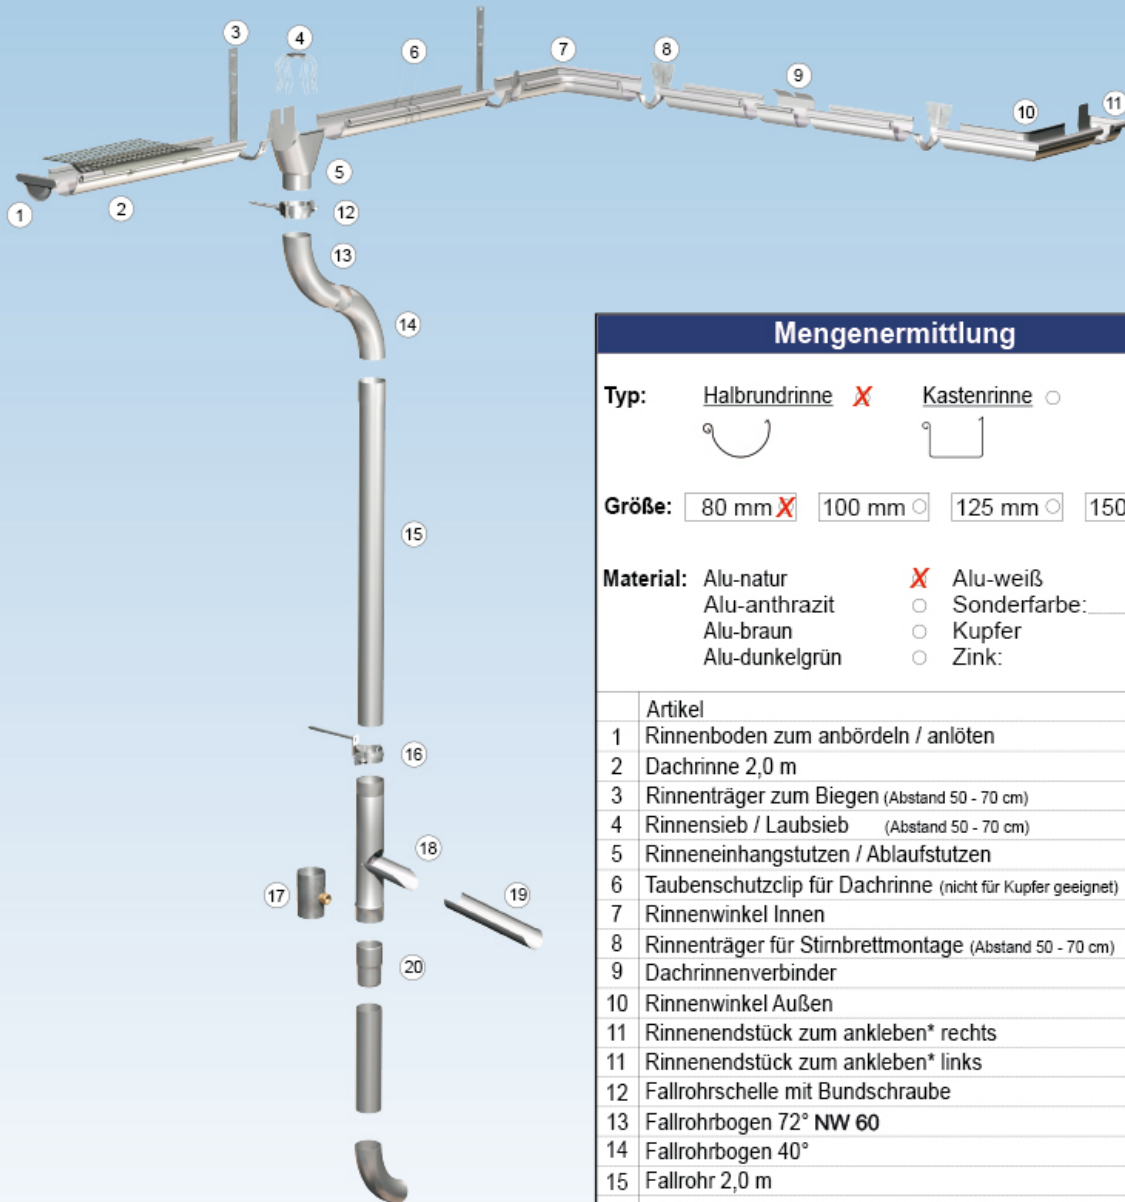 3
4
6
7
8
9
10
11
5
1
2
12
13
14
15
16
17
18
19
20
Mengenermittlung
Typ: Halbrundrinne X Kastenrinne
Größe: 80 mm X 100 mm 125 mm 150
Material: Alu-natur X Alu-weiß
Alu-anthrazit Sonderfarbe:
Alu-braun Kupfer
Alu-dunkelgrün Zink:
Artikel
1 Rinnenboden zum anbördeln / anlöten
2 Dachrinne 2,0 m
3 Rinnenträger zum Biegen (Abstand 50 - 70 cm)
4 Rinnensieb / Laubsieb (Abstand 50 - 70 cm)
5 Rinneneinhangstutzen / Ablaufstutzen
6 Taubenschutzclip für Dachrinne (nicht für Kupfer geeignet)
7 Rinnenwinkel Innen
8 Rinnenträger für Stirnbrettmontage (Abstand 50 - 70 cm)
9 Dachrinnenverbinder
10 Rinnenwinkel Außen
11 Rinnenendstück zum ankleben* rechts
11 Rinnenendstück zum ankleben* links
12 Fallrohrschelle mit Bundschraube
13 Fallrohrbogen 72° NW 60
14 Fallrohrbogen 40°
15 Fallrohr 2,0 m